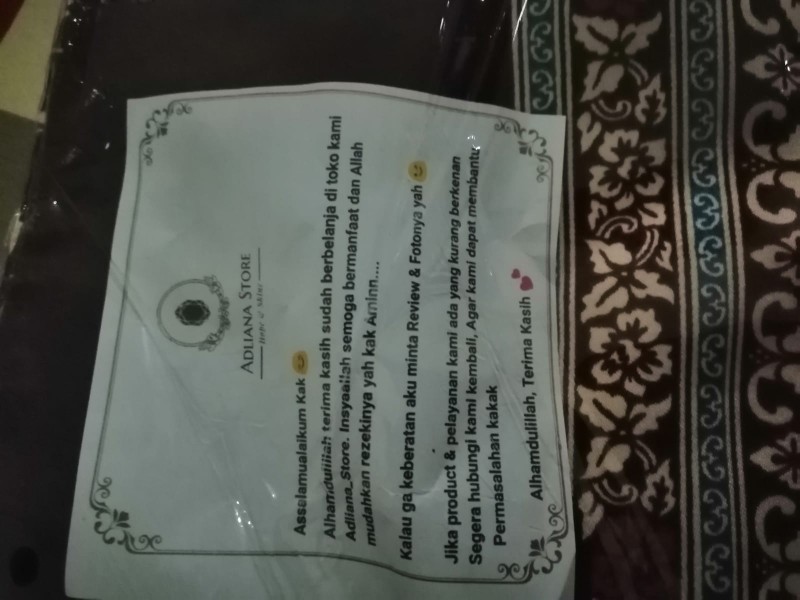 ADLIANA STORE
Assalamualaikum Kak 😊
Alhamdulillah terima kasih sudah berbelanja di toko kami
Adliana_Store. Insyaallah semoga bermanfaat dan Allah
mudahkan rezekinya yah kak Aminn....
Kalau ga keberatan aku minta Review & Fotonya yah 😊
Jika product & pelayanan kami ada yang kurang berkenan
Segera hubungi kami kembali, Agar kami dapat membantu
Permasalahan kakak
Alhamdulillah, Terima Kasih 💕